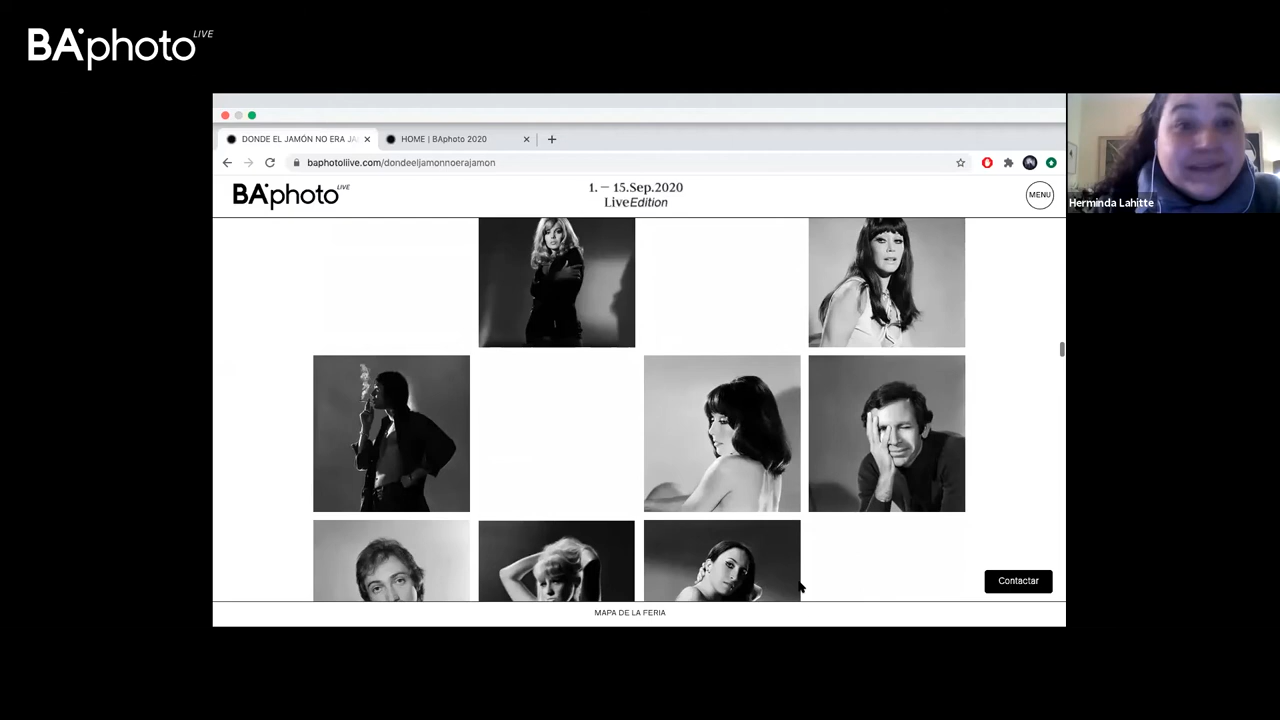 BAphoto LIVE
DONDE EL JAMÓN NO ERA JA
HOME | BAphoto 2020
baphotoliive.com/dondeeljamonnoerajamon
BAphoto LIVE
1. — 15.Sep.2020
LiveEdition
MENU
Herminda Lahitte
Contactar
MAPA DE LA FERIA